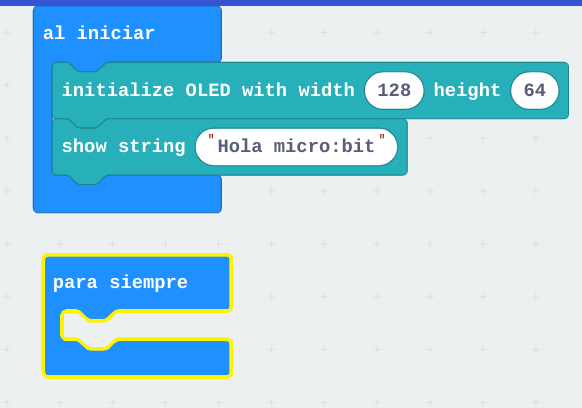 al iniciar
initialize OLED with width 128 height 64
show string "Hola micro:bit"
para siempre